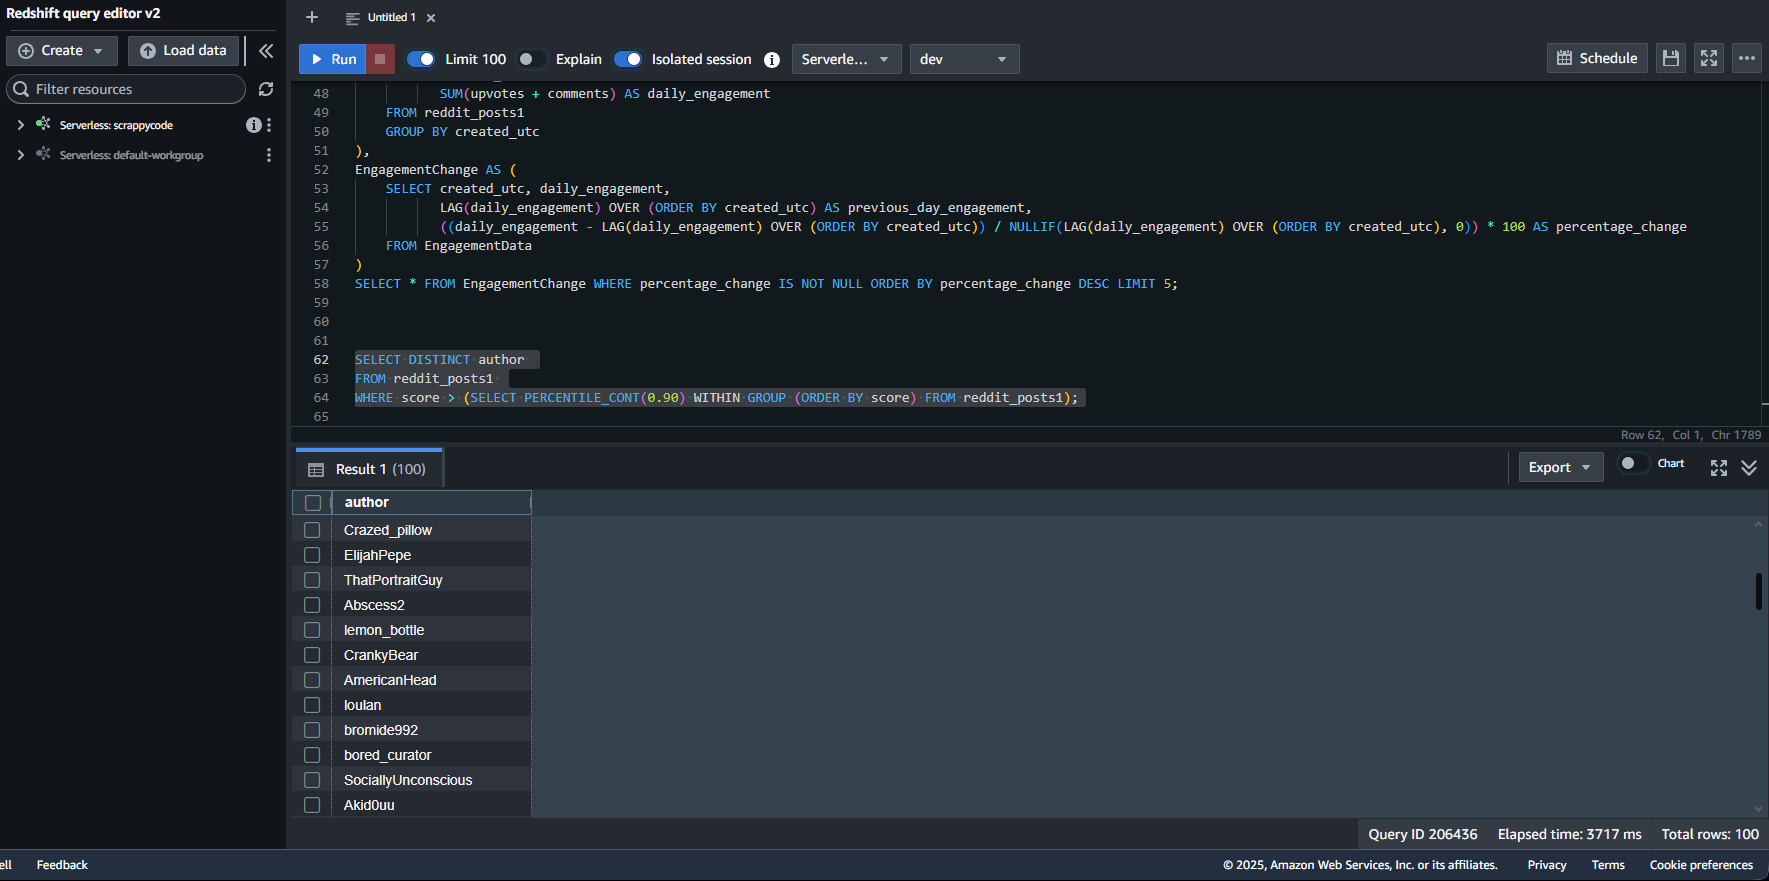 Redshift query editor v2
Create
Load data
Filter resources
Serverless: scrappycode
Serverless: default-workgroup
Untitled 1
Run
Limit 100
Explain
Isolated session
Serverle...
dev
Schedule
48 SUM(upvotes + comments) AS daily_engagement
49 FROM reddit_posts1
50 GROUP BY created_utc
51 ),
52 EngagementChange AS (
53 SELECT created_utc, daily_engagement,
54 LAG(daily_engagement) OVER (ORDER BY created_utc) AS previous_day_engagement,
55 ((daily_engagement - LAG(daily_engagement) OVER (ORDER BY created_utc)) / NULLIF(LAG(daily_engagement) OVER (ORDER BY created_utc), 0)) * 100 AS percentage_change
56 FROM EngagementData
57 )
58 SELECT * FROM EngagementChange WHERE percentage_change IS NOT NULL ORDER BY percentage_change DESC LIMIT 5;
59
60
61
62 SELECT DISTINCT author
63 FROM reddit_posts1
64 WHERE score > (SELECT PERCENTILE_CONT(0.90) WITHIN GROUP (ORDER BY score) FROM reddit_posts1);
65
Row 62, Col 1, Chr 1789
Result 1 (100)
Export
Chart
author
Crazed_pillow
ElijahPepe
ThatPortraitGuy
Abscess2
lemon_bottle
CrankyBear
AmericanHead
loulan
bromide992
bored_curator
SociallyUnconscious
Akid0uu
Query ID 206436 Elapsed time: 3717 ms Total rows: 100
ell Feedback
© 2025, Amazon Web Services, Inc. or its affiliates. Privacy Terms Cookie preferences